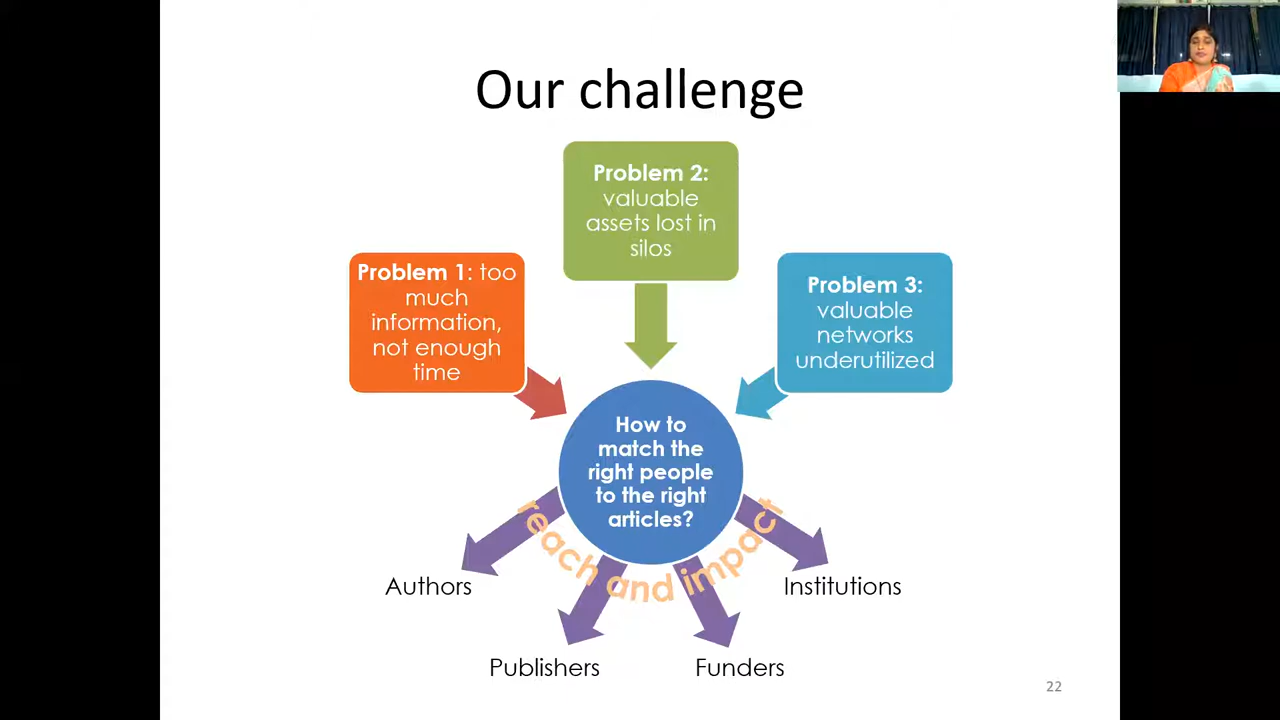 Our challenge
Problem 2:
valuable
assets lost in
silos
Problem 1: too
much
information,
not enough
time
Problem 3:
valuable
networks
underutilized
How to
match the
right people
to the right
articles?
reach and impact
Authors
Institutions
Publishers
Funders
22